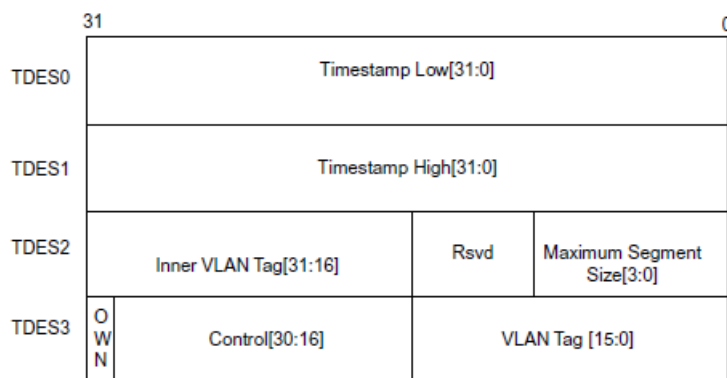 31
0
TDES0
Timestamp Low[31:0]
TDES1
Timestamp High[31:0]
TDES2
Inner VLAN Tag[31:16]
Rsvd
Maximum Segment
Size[3:0]
TDES3
O
W
N
Control[30:16]
VLAN Tag [15:0]